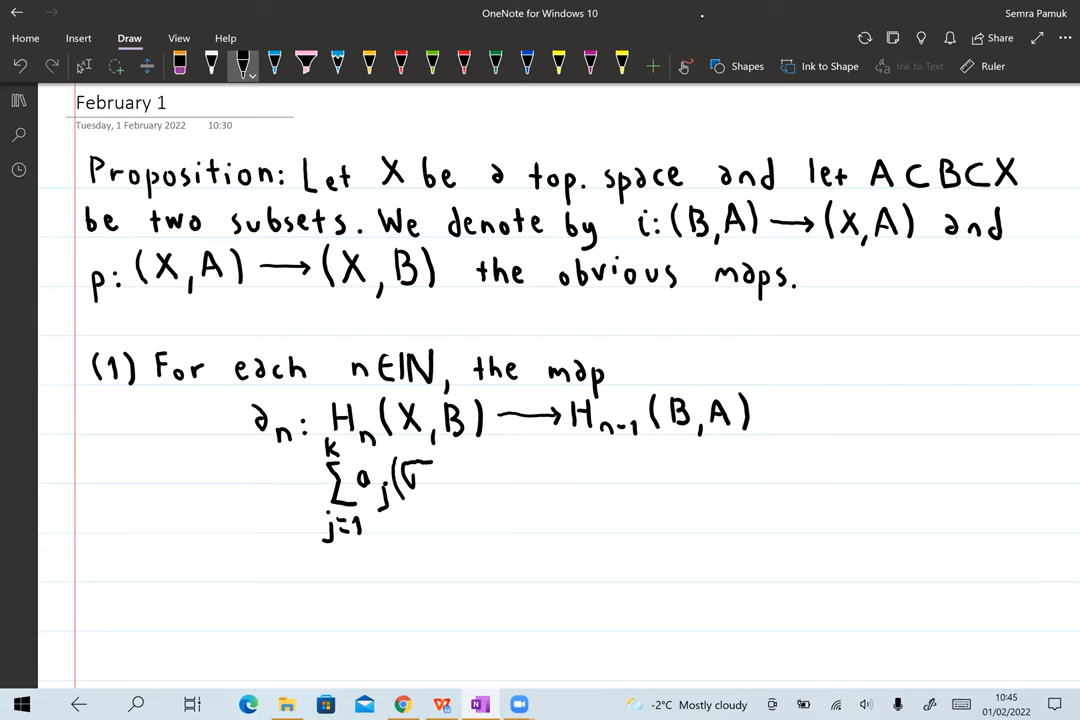 OneNote for Windows 10
Semra Pamuk
Home Insert Draw View Help
Share
Shapes Ink to Shape Ink to Text Ruler
February 1
Tuesday, 1 February 2022 10:30
Proposition: Let X be a top. space and let A ⊂ B ⊂ X
be two subsets. We denote by i: (B, A) → (X, A) and
p: (X, A) → (X, B) the obvious maps.
(1) For each n ∈ ℕ, the map
∂n: Hn(X, B) → Hn-1(B, A)
k
∑ aj(σ
j=1
-2°C Mostly cloudy
10:45
01/02/2022